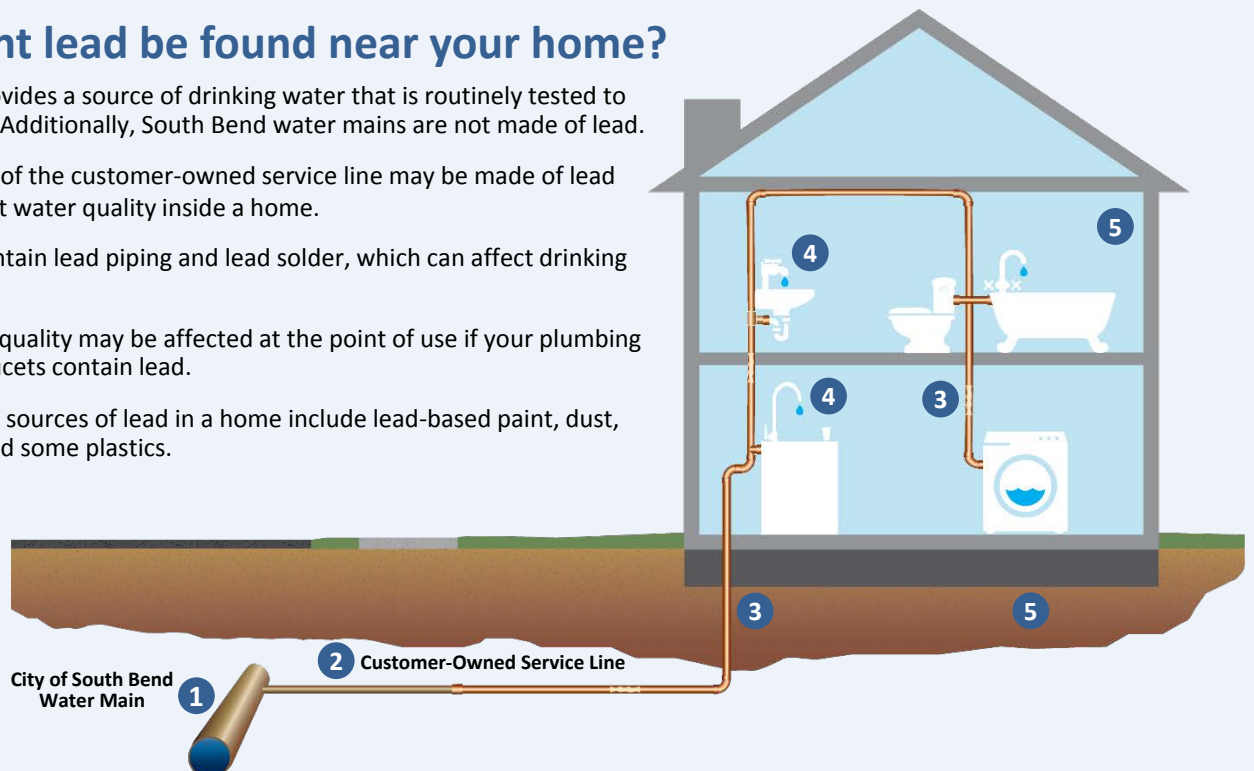 nt lead be found near your home?
ovides a source of drinking water that is routinely tested to
Additionally, South Bend water mains are not made of lead.
of the customer-owned service line may be made of lead
t water quality inside a home.
ntain lead piping and lead solder, which can affect drinking
quality may be affected at the point of use if your plumbing
ucets contain lead.
sources of lead in a home include lead-based paint, dust,
d some plastics.
5
4
4
3
3
5
2 Customer-Owned Service Line
City of South Bend
Water Main
1